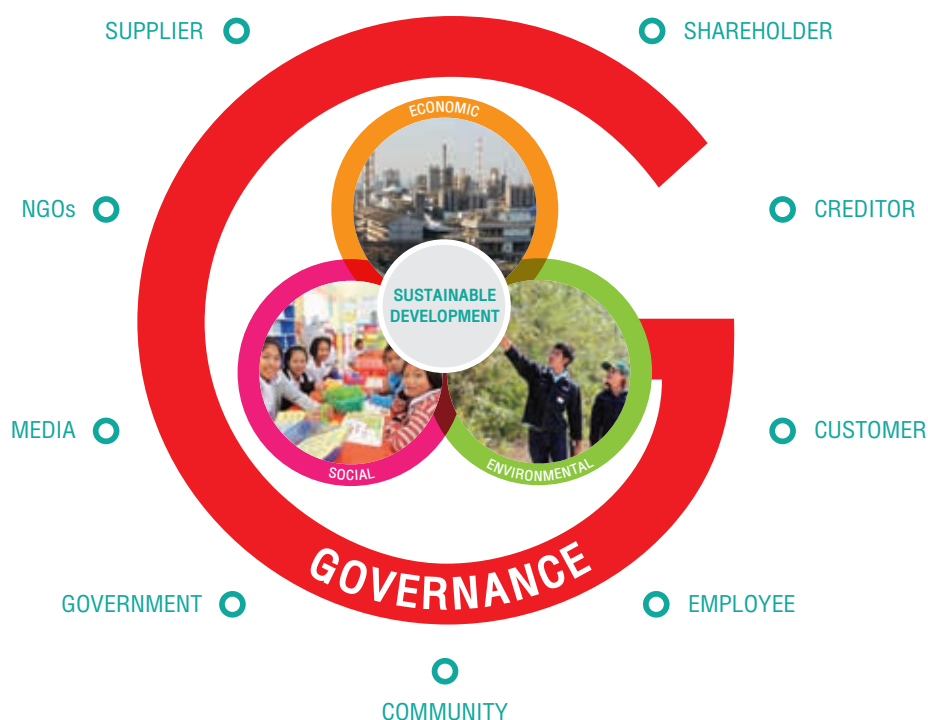 SUPPLIER
SHAREHOLDER
ECONOMIC
NGOs
CREDITOR
SUSTAINABLE
DEVELOPMENT
MEDIA
CUSTOMER
SOCIAL
ENVIRONMENTAL
GOVERNANCE
GOVERNMENT
EMPLOYEE
COMMUNITY